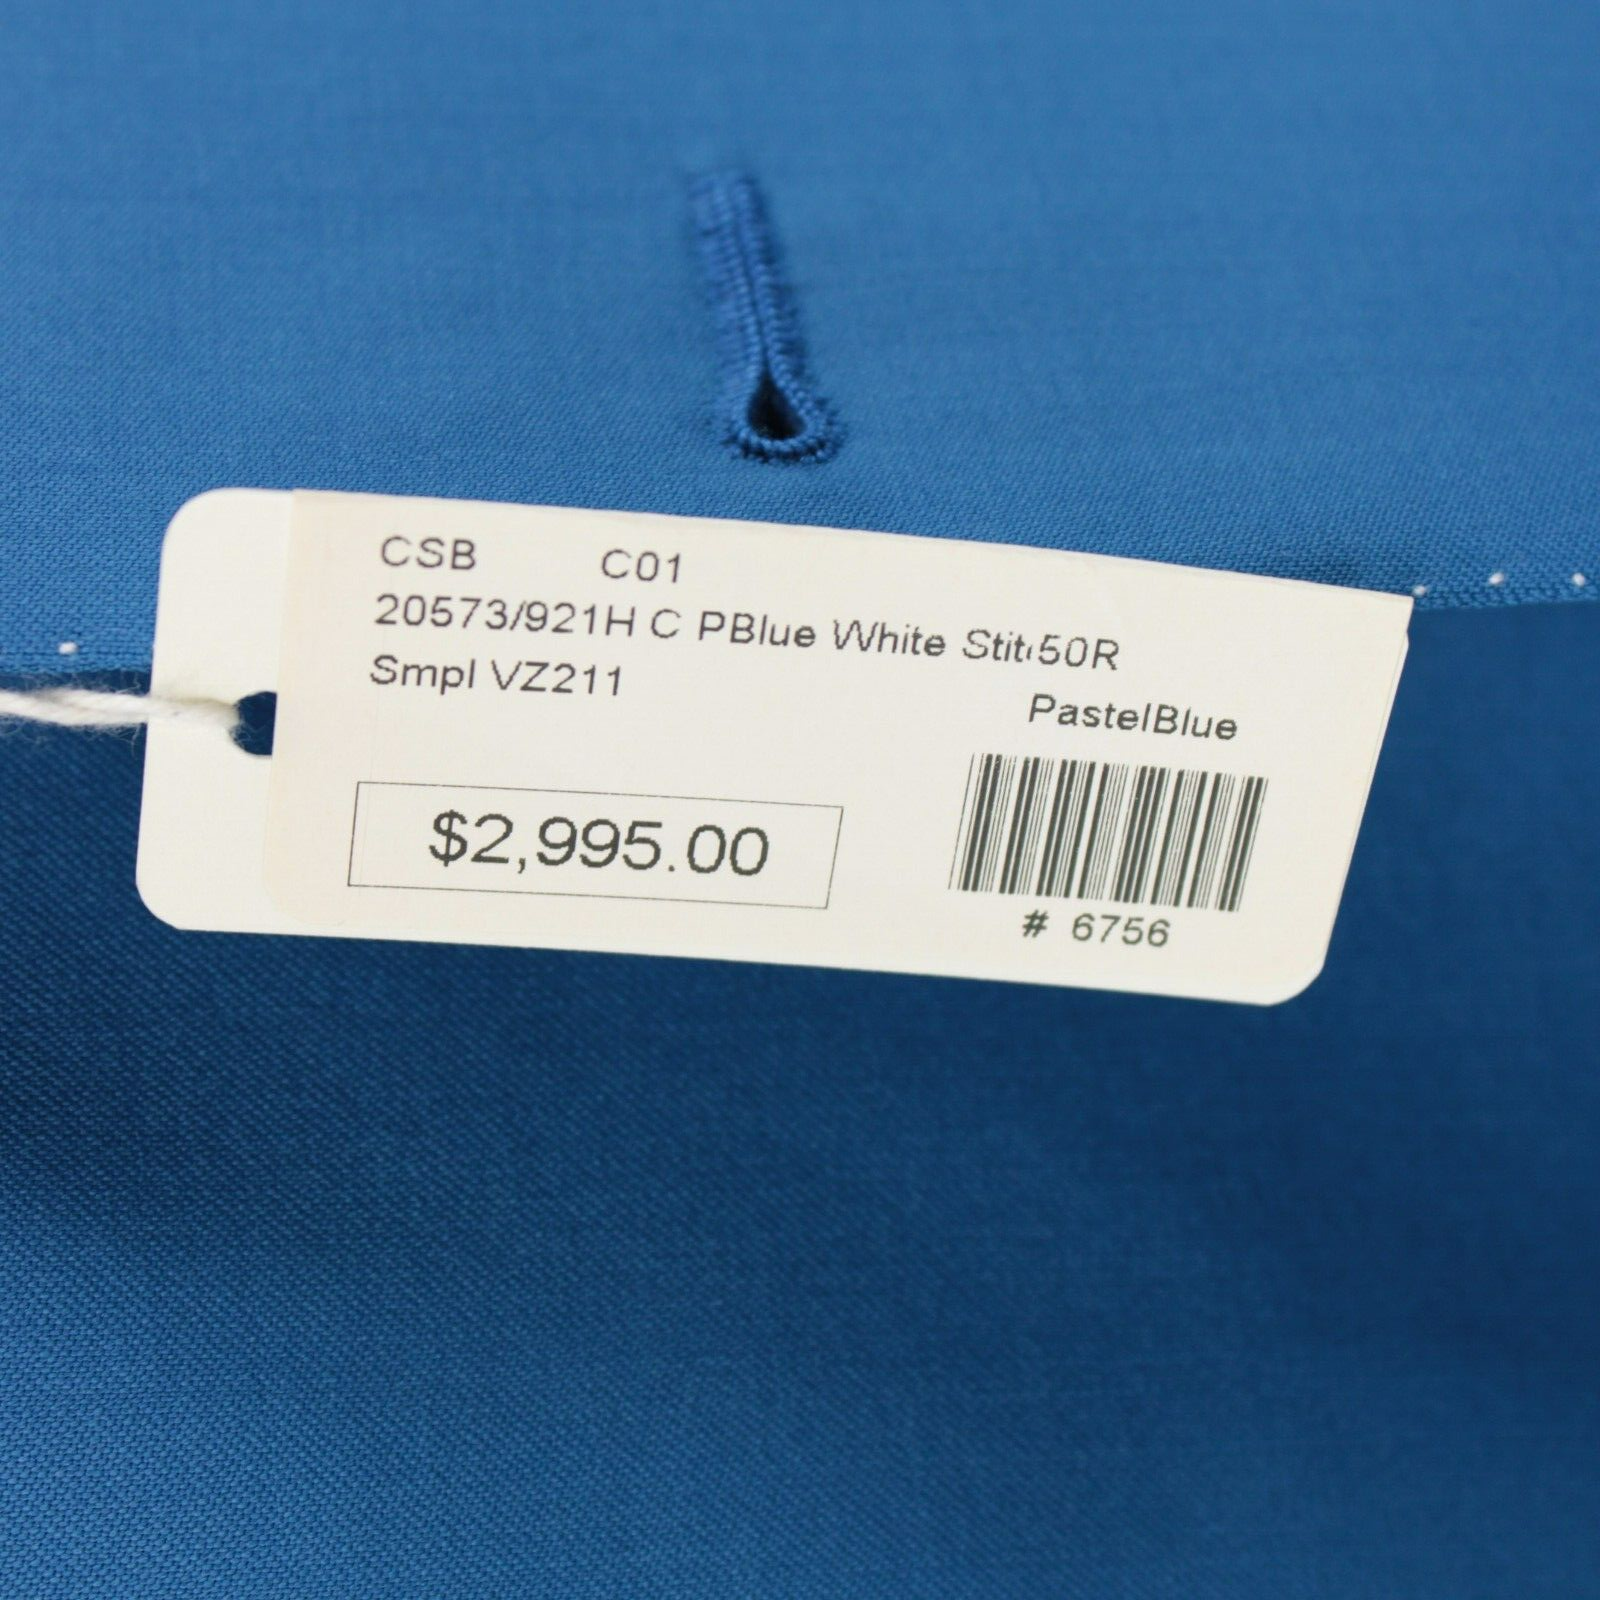 CSB C01
20573/921H C PBlue White Stit 50R
Smpl VZ211
PastelBlue
$2,995.00
# 6756